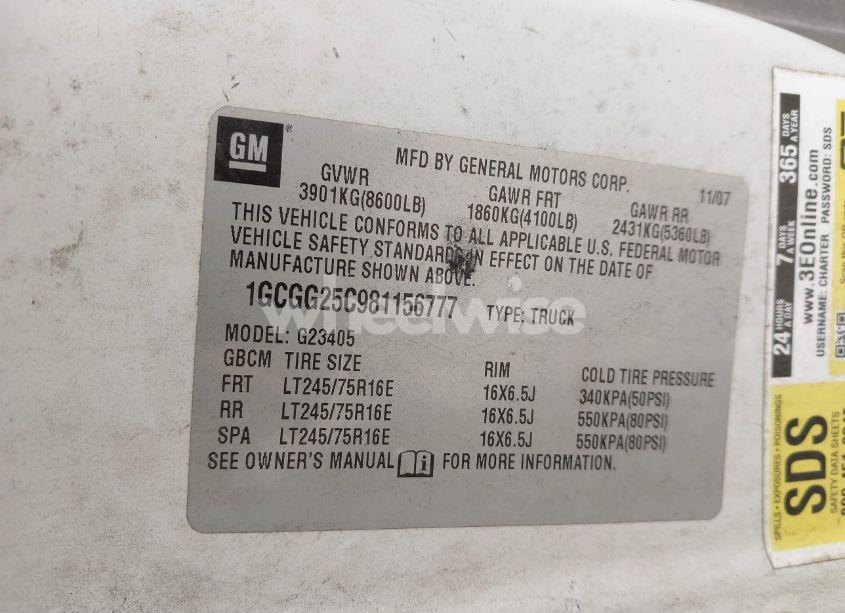 GM
MFD BY GENERAL MOTORS CORP. 11/07
GVWR GAWR FRT GAWR RR
3901KG(8600LB) 1860KG(4100LB) 2431KG(5360LB)
THIS VEHICLE CONFORMS TO ALL APPLICABLE U.S. FEDERAL MOTOR
VEHICLE SAFETY STANDARDS IN EFFECT ON THE DATE OF
MANUFACTURE SHOWN ABOVE.
1GCGG25C981156777 TYPE: TRUCK
MODEL: G23405
GBCM TIRE SIZE RIM COLD TIRE PRESSURE
FRT LT245/75R16E 16X6.5J 340KPA(50PSI)
RR LT245/75R16E 16X6.5J 550KPA(80PSI)
SPA LT245/75R16E 16X6.5J 550KPA(80PSI)
SEE OWNER'S MANUAL FOR MORE INFORMATION.
wheelwise
24 HOURS A DAY 7 DAYS A WEEK 365 DAYS A YEAR
www.3EOnline.com
USERNAME: CHARTER PASSWORD: SDS
SPILLS • EXPOSURES • POISONINGS
SDS
SAFETY DATA SHEETS